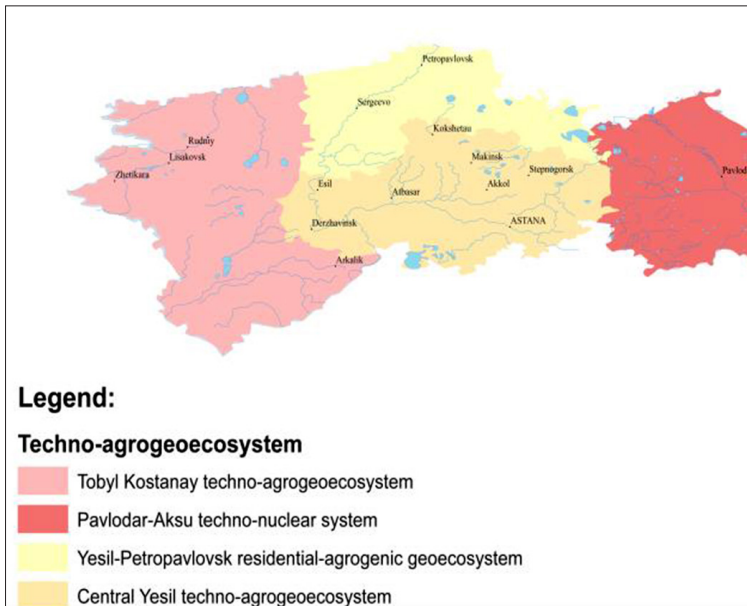 Petropavlovsk
Sergeevo
Kokshetau
Rudniy
Lisakovsk
Makinsk
Zhetikara
Stepnogorsk
Esil
Akkol
Atbasar
Derzhavinsk
ASTANA
Arkalik
Legend:
Techno-agrogeoecosystem
Tobyl Kostanay techno-agrogeoecosystem
Pavlodar-Aksu techno-nuclear system
Yesil-Petropavlovsk residential-agrogenic geoecosystem
Central Yesil techno-agrogeoecosystem